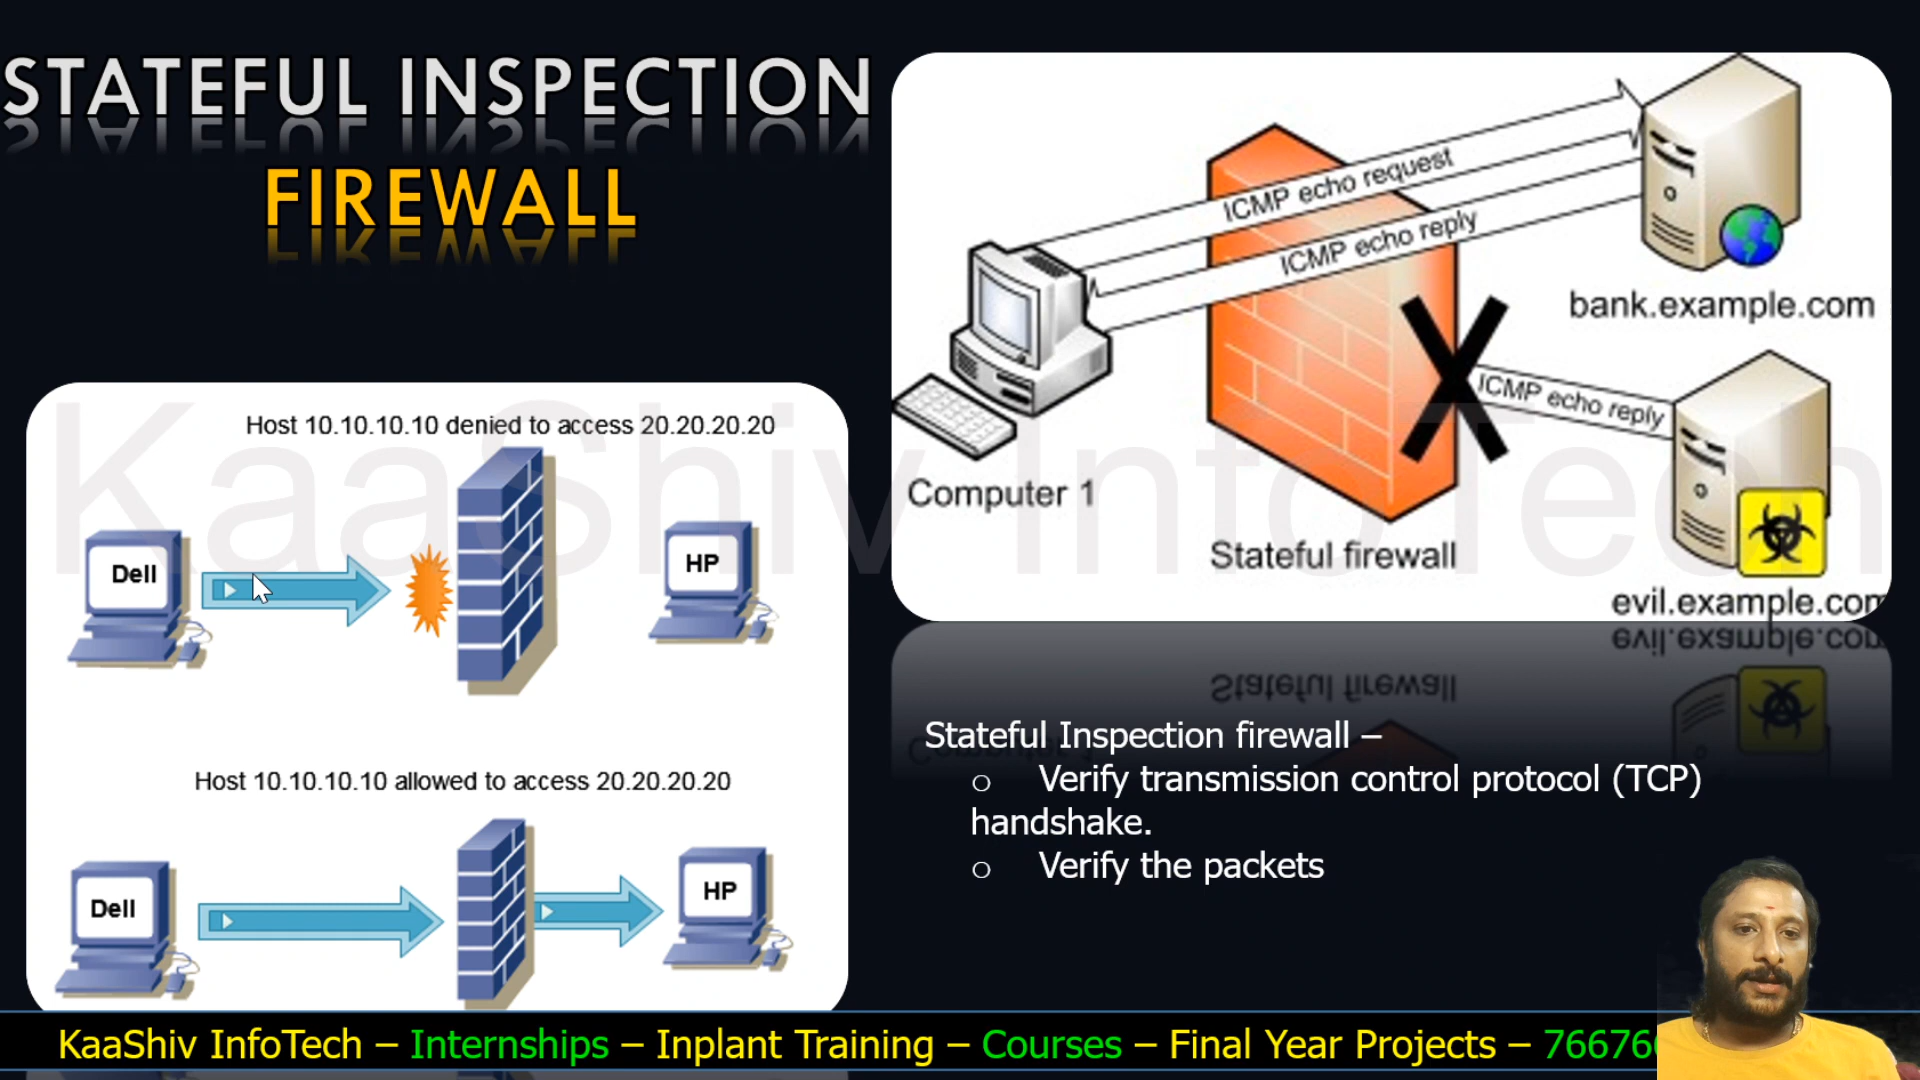 STATEFUL INSPECTION
FIREWALL
ICMP echo request
ICMP echo reply
bank.example.com
ICMP echo reply
Computer 1
Stateful firewall
evil.example.com
Host 10.10.10.10 denied to access 20.20.20.20
Dell
HP
Host 10.10.10.10 allowed to access 20.20.20.20
Dell
HP
KaaShiv InfoTech
Stateful Inspection firewall –
o Verify transmission control protocol (TCP)
handshake.
o Verify the packets
KaaShiv InfoTech – Internships – Inplant Training – Courses – Final Year Projects – 76676